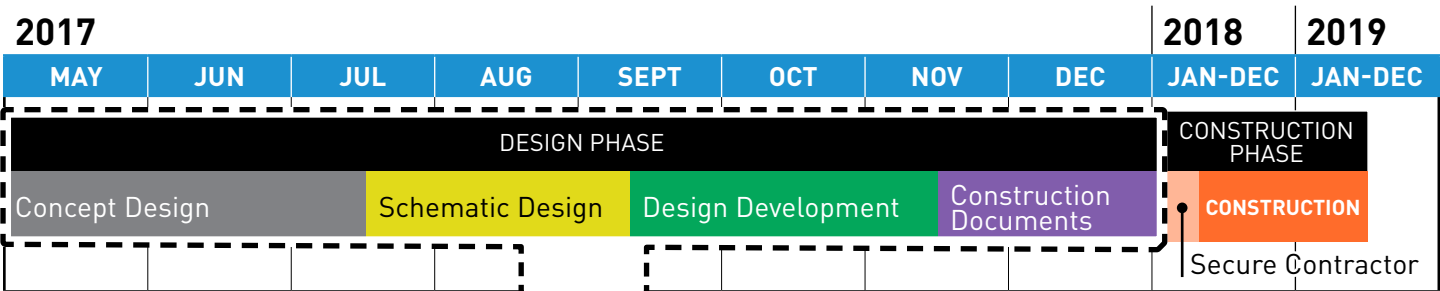 2017 2018 2019
MAY JUN JUL AUG SEPT OCT NOV DEC JAN-DEC JAN-DEC
DESIGN PHASE
CONSTRUCTION
PHASE
Concept Design
Schematic Design
Design Development
Construction
Documents
CONSTRUCTION
Secure Contractor